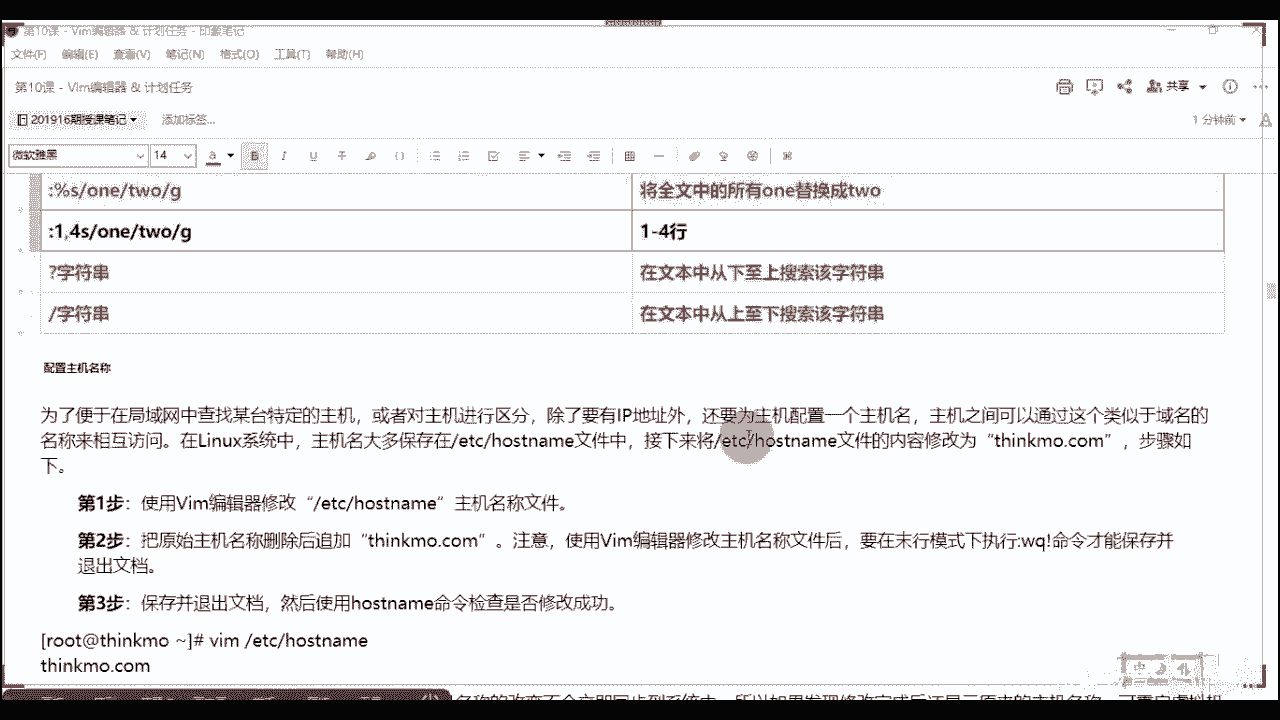 第10课 - Vim编辑器 & 计划任务 - 印象笔记
文件(F) 编辑(E) 查看(V) 笔记(N) 格式(O) 工具(T) 帮助(H)
第10课 - Vim编辑器 & 计划任务
共享
201916期授课笔记 添加标签...
1 分钟前
微软雅黑 14
:%s/one/two/g 将全文中的所有one替换成two
:1,4s/one/two/g 1-4行
?字符串 在文本中从下至上搜索该字符串
/字符串 在文本中从上至下搜索该字符串
配置主机名称
为了便于在局域网中查找某台特定的主机，或者对主机进行区分，除了要有IP地址外，还要为主机配置一个主机名，主机之间可以通过这个类似于域名的
名称来相互访问。在Linux系统中，主机名大多保存在/etc/hostname文件中，接下来将/etc/hostname文件的内容修改为“thinkmo.com”，步骤如
下。
第1步：使用Vim编辑器修改“/etc/hostname”主机名称文件。
第2步：把原始主机名称删除后追加“thinkmo.com”。注意，使用Vim编辑器修改主机名称文件后，要在末行模式下执行:wq!命令才能保存并
退出文档。
第3步：保存并退出文档，然后使用hostname命令检查是否修改成功。
[root@thinkmo ~]# vim /etc/hostname
thinkmo.com